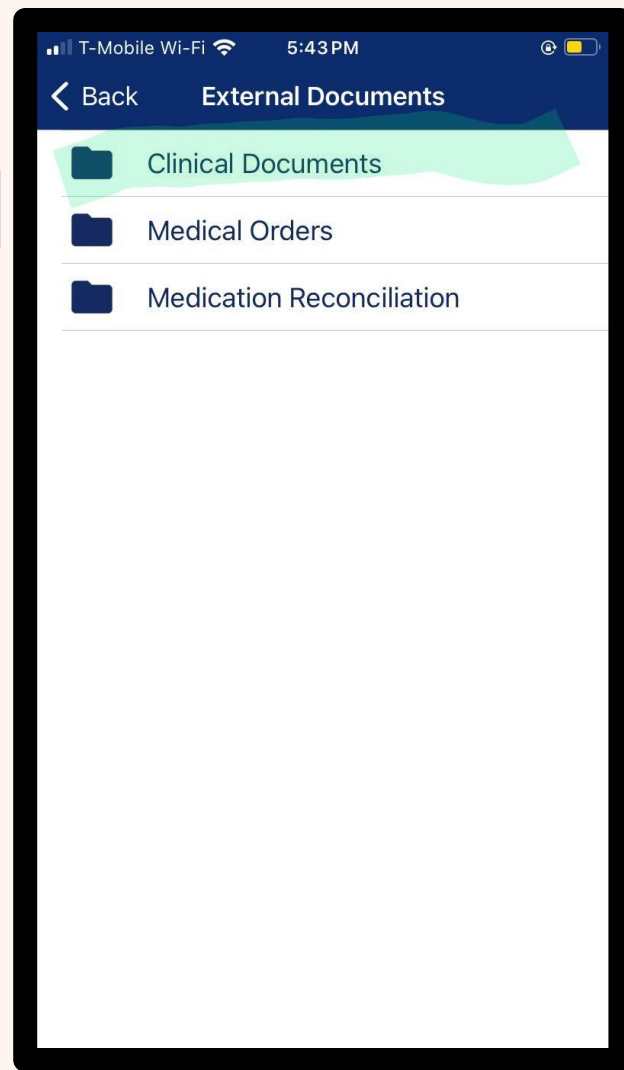 T-Mobile Wi-Fi 5:43 PM
Back External Documents
Clinical Documents
Medical Orders
Medication Reconciliation